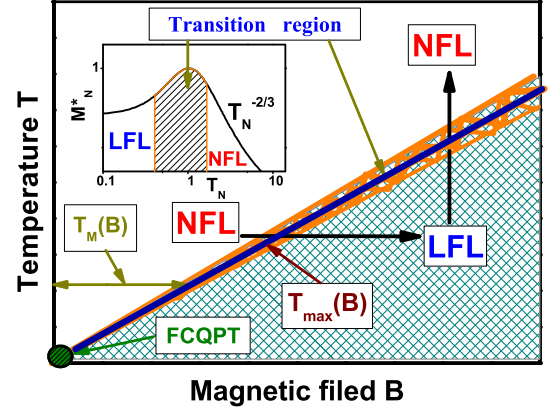 Transition region
NFL
1
M*N
TN-2/3
LFL
NFL
0.1
1
10
TN
Temperature T
TM(B)
NFL
LFL
Tmax(B)
FCQPT
Magnetic filed B